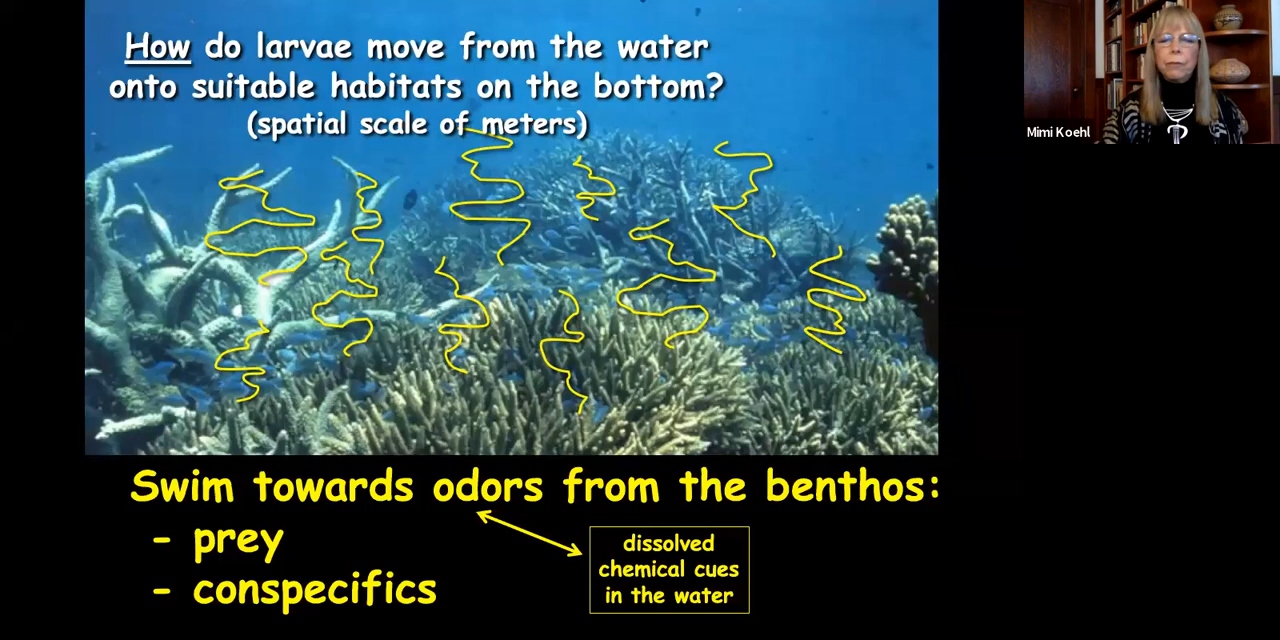 How do larvae move from the water
onto suitable habitats on the bottom?
(spatial scale of meters)
Mimi Koehl
Swim towards odors from the benthos:
- prey
- conspecifics
dissolved
chemical cues
in the water